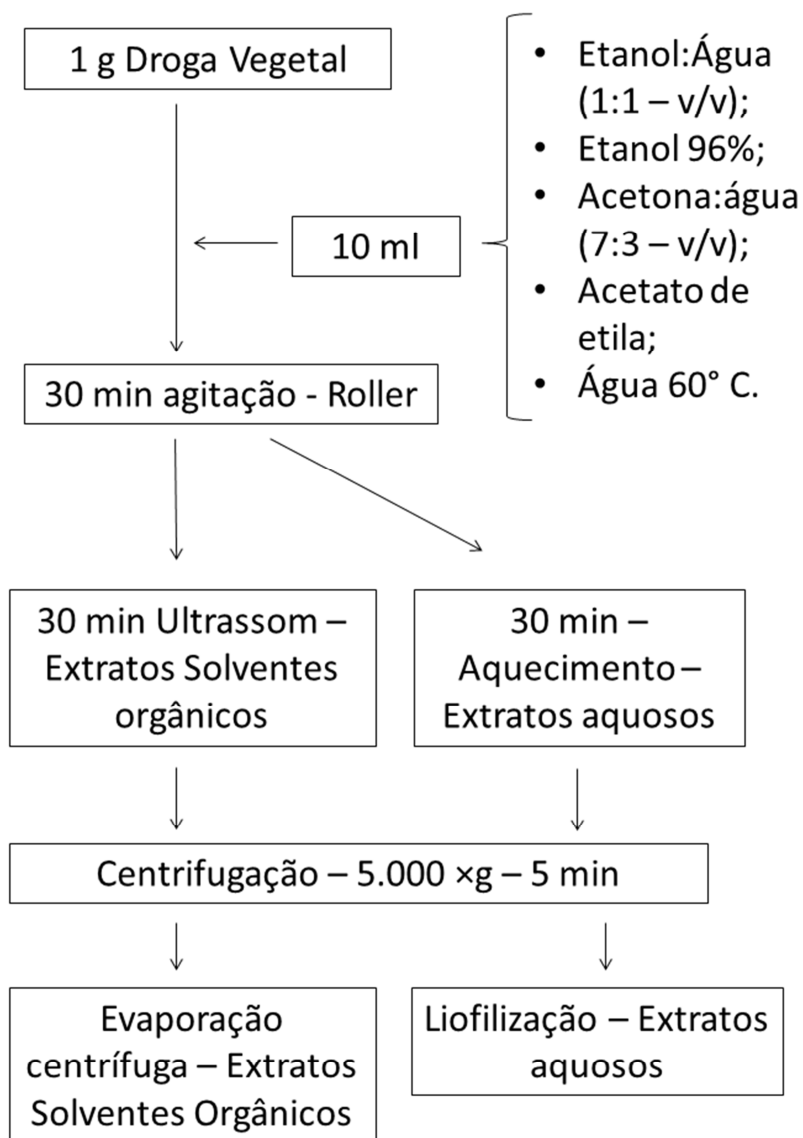 1 g Droga Vegetal
10 ml
• Etanol:Água
(1:1 – v/v);
• Etanol 96%;
• Acetona:água
(7:3 – v/v);
• Acetato de
etila;
• Água 60° C.
30 min agitação - Roller
30 min Ultrassom –
Extratos Solventes
orgânicos
30 min –
Aquecimento –
Extratos aquosos
Centrifugação – 5.000 ×g – 5 min
Evaporação
centrífuga – Extratos
Solventes Orgânicos
Liofilização – Extratos
aquosos